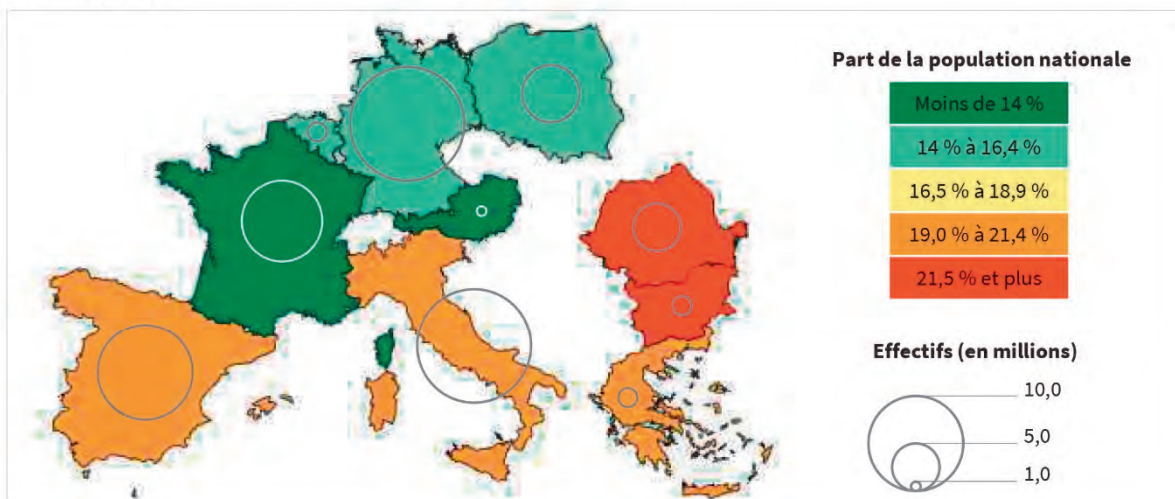 Part de la population nationale
Moins de 14 %
14 % à 16,4 %
16,5 % à 18,9 %
19,0 % à 21,4 %
21,5 % et plus
Effectifs (en millions)
10,0
5,0
1,0